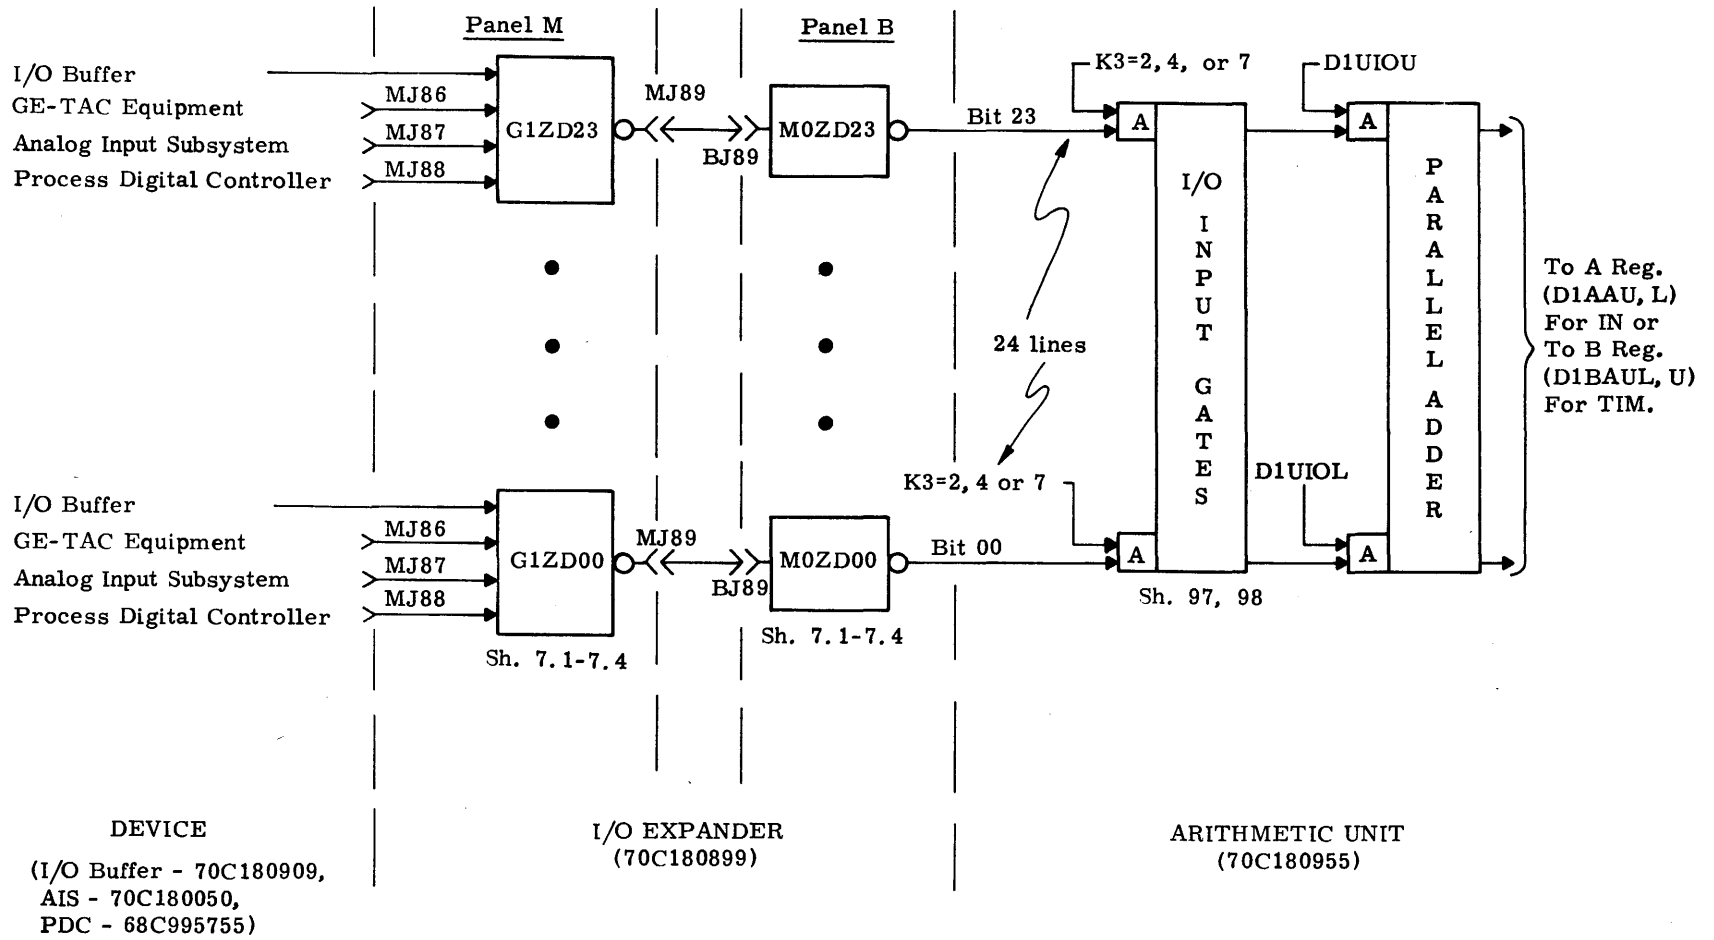 Panel M
Panel B
I/O Buffer
GE-TAC Equipment
Analog Input Subsystem
Process Digital Controller
MJ86
MJ87
MJ88
G1ZD23
MJ89
BJ89
M0ZD23
Bit 23
K3=2, 4, or 7
A
I/O INPUT GATES
D1UIOU
A
PARALLEL ADDER
24 lines
To A Reg.
(D1AAU, L)
For IN or
To B Reg.
(D1BAUL, U)
For TIM.
I/O Buffer
GE-TAC Equipment
Analog Input Subsystem
Process Digital Controller
MJ86
MJ87
MJ88
G1ZD00
Sh. 7.1-7.4
MJ89
BJ89
M0ZD00
Sh. 7.1-7.4
Bit 00
K3=2, 4 or 7
A
Sh. 97, 98
D1UIOL
A
DEVICE
(I/O Buffer - 70C180909,
AIS - 70C180050,
PDC - 68C995755)
I/O EXPANDER
(70C180899)
ARITHMETIC UNIT
(70C180955)